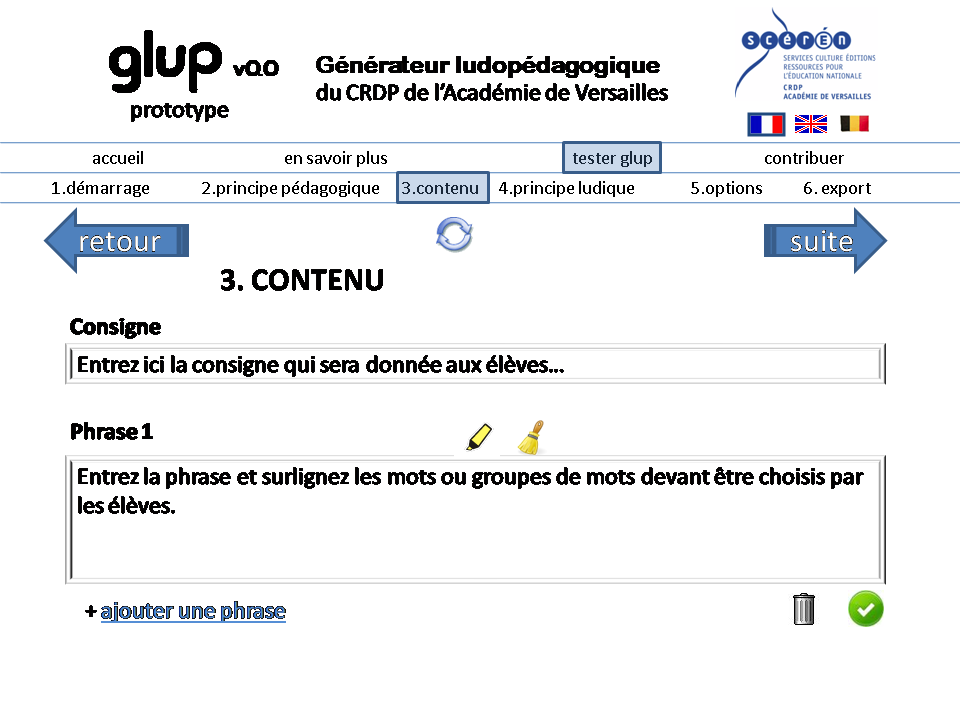 glup v0.0
prototype
Générateur ludopédagogique
du CRDP de l'Académie de Versailles
scérén
SERVICES CULTURE ÉDITIONS
RESSOURCES POUR
L'ÉDUCATION NATIONALE
CRDP
ACADÉMIE DE VERSAILLES
accueil en savoir plus tester glup contribuer
1.démarrage 2.principe pédagogique 3.contenu 4.principe ludique 5.options 6. export
retour suite
3. CONTENU
Consigne
Entrez ici la consigne qui sera donnée aux élèves...
Phrase 1
Entrez la phrase et surlignez les mots ou groupes de mots devant être choisis par
les élèves.
+ ajouter une phrase